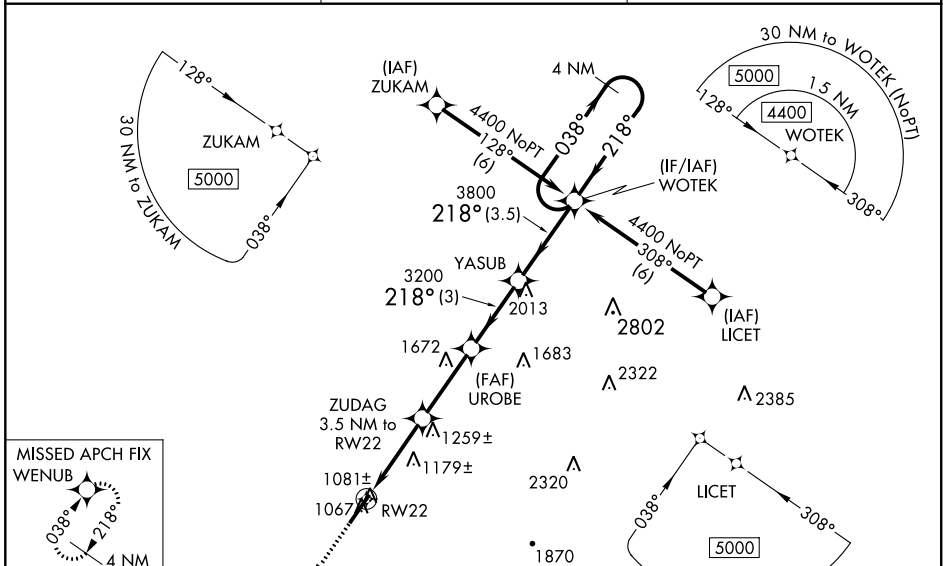 128°
ZUKAM
5000
30 NM to ZUKAM
038°
(IAF)
ZUKAM
4400 NoPT
128°
(6)
4 NM
038°
218°
(IF/IAF)
WOTEK
30 NM to WOTEK (NoPT)
5000
15 NM
4400
128°
WOTEK
308°
3800
218° (3.5)
4400 NoPT
308°
(6)
(IAF)
LICET
YASUB
3200
218° (3)
2013
2802
1672
1683
(FAF)
UROBE
2322
2385
ZUDAG
3.5 NM to
RW22
1259±
1179±
1081±
1067
RW22
2320
1870
LICET
038°
308°
5000
MISSED APCH FIX
WENUB
038°
218°
4 NM